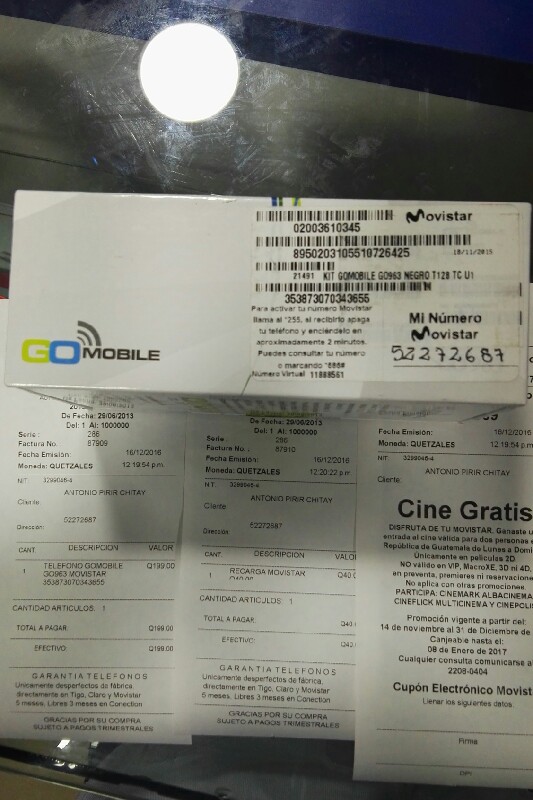 Movistar
02003610345
8950203105510726425
10/11/2015
21491 KIT GOMOBILE GO963 NEGRO T128 TC U1
353873070343655
Para activar tu número Movistar
llama al *255, al recibirlo apaga
tu teléfono y enciéndelo en
aproximadamente 2 minutos.
Puedes consultar tu número
o marcando *888#
Número Virtual 11888551
Mi Número
Movistar
52272687
GO MOBILE
De Fecha: 29/06/2013
Del: 1 Al: 1000000
Serie : 286
Factura No. 87909
Fecha Emisión: 16/12/2016
12:19:54 p.m.
Moneda: QUETZALES
NIT: 3299046-4
ANTONIO PIRIR CHITAY
Cliente:
52272687
Dirección:
CANT. DESCRIPCION VALOR
1 TELEFONO GOMOBILE Q199.00
GO963 MOVISTAR
353873070343655
CANTIDAD ARTICULOS: 1
TOTAL A PAGAR: Q199.00
EFECTIVO: Q199.00
GARANTIA TELEFONOS
Unicamente desperfectos de fábrica,
directamente en Tigo, Claro y Movistar
5 meses. Libres 3 meses en Conection
GRACIAS POR SU COMPRA
SUJETO A PAGOS TRIMESTRALES
De Fecha: 29/06/2013
Del: 1 Al: 1000000
Serie : 286
Factura No. 87910
Fecha Emisión: 16/12/2016
12:20:22 p.m.
Moneda: QUETZALES
NIT: 3299046-4
ANTONIO PIRIR CHITAY
Cliente:
52272687
Dirección:
CANT. DESCRIPCION VALOR
1 RECARGA MOVISTAR Q40
Q40.00
CANTIDAD ARTICULOS: 1
TOTAL A PAGAR: Q40
EFECTIVO: Q40
GARANTIA TELEFONOS
Unicamente desperfectos de fábrica,
directamente en Tigo, Claro y Movistar
5 meses. Libres 3 meses en Conection
GRACIAS POR SU COMPRA
SUJETO A PAGOS TRIMESTRALES
Fecha Emisión: 16/12/2016
12:19:54 p.m.
Moneda: QUETZALES
NIT: 3299046-4
ANTONIO PIRIR CHITAY
Cliente:
Cine Gratis
DISFRUTA DE TU MOVISTAR. Gánaste u
entrada el cine válida para dos personas e
República de Guatemala de Lunes a Domi
Unicamente en películas 2D
NO válido en VIP, MacroXE, 3D ni 4D,
en preventa, premieres ni reservacione
No aplica con otras promociones.
PARTICIPA: CINEMARK ALBACINEMA
CINEFLICK MULTICINEMA Y CINEPOLIS
Promoción vigente a partir del:
14 de noviembre al 31 de Diciembre de
Canjeable hasta el:
08 de Enero de 2017
Cualquier consulta comunicarse al
2208-0404
Cupón Electrónico Movist
Llenar los siguientes datos.
Firma
DPI